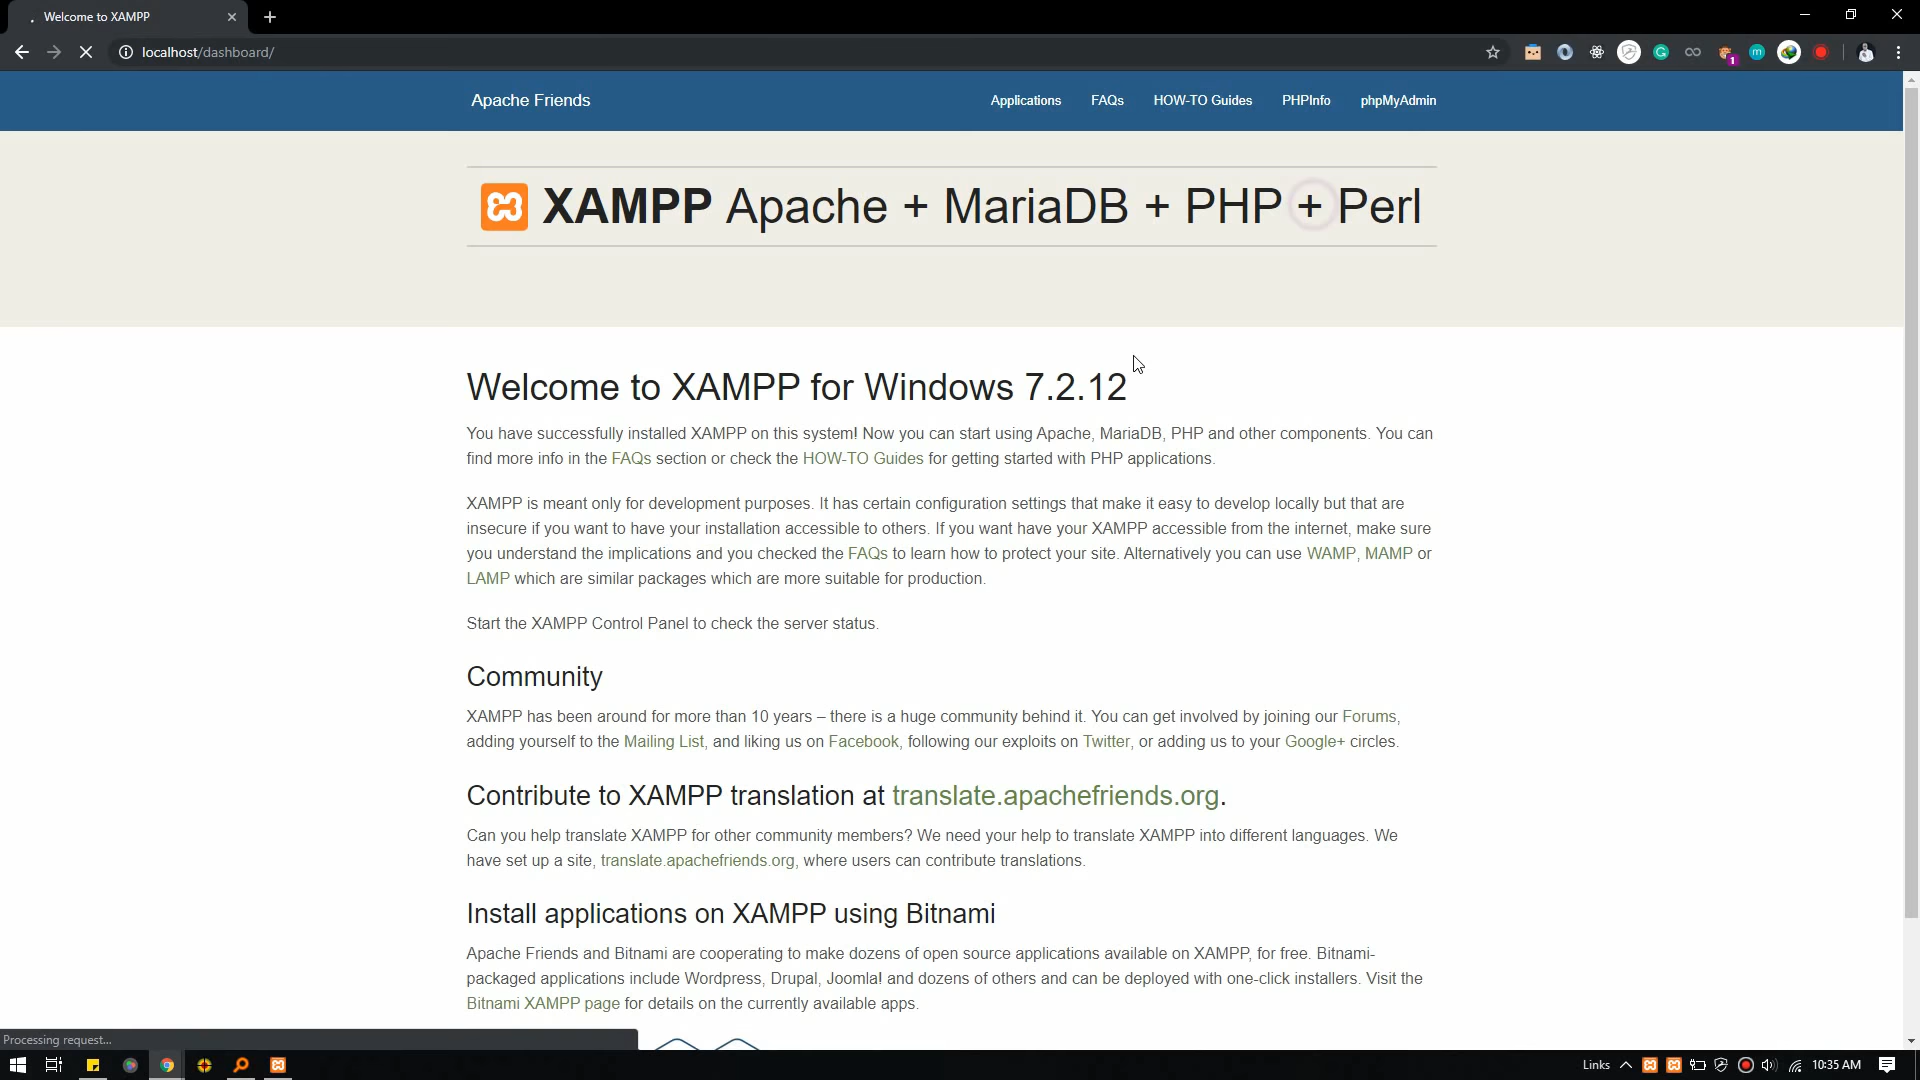 Welcome to XAMPP
localhost/dashboard/
1
m
Apache Friends
Applications
FAQs
HOW-TO Guides
PHPInfo
phpMyAdmin
XAMPP Apache + MariaDB + PHP + Perl
Welcome to XAMPP for Windows 7.2.12
You have successfully installed XAMPP on this system! Now you can start using Apache, MariaDB, PHP and other components. You can
find more info in the FAQs section or check the HOW-TO Guides for getting started with PHP applications.
XAMPP is meant only for development purposes. It has certain configuration settings that make it easy to develop locally but that are
insecure if you want to have your installation accessible to others. If you want have your XAMPP accessible from the internet, make sure
you understand the implications and you checked the FAQs to learn how to protect your site. Alternatively you can use WAMP, MAMP or
LAMP which are similar packages which are more suitable for production.
Start the XAMPP Control Panel to check the server status.
Community
XAMPP has been around for more than 10 years – there is a huge community behind it. You can get involved by joining our Forums,
adding yourself to the Mailing List, and liking us on Facebook, following our exploits on Twitter, or adding us to your Google+ circles.
Contribute to XAMPP translation at translate.apachefriends.org.
Can you help translate XAMPP for other community members? We need your help to translate XAMPP into different languages. We
have set up a site, translate.apachefriends.org, where users can contribute translations.
Install applications on XAMPP using Bitnami
Apache Friends and Bitnami are cooperating to make dozens of open source applications available on XAMPP, for free. Bitnami-
packaged applications include Wordpress, Drupal, Joomla! and dozens of others and can be deployed with one-click installers. Visit the
Bitnami XAMPP page for details on the currently available apps.
Processing request...
Links
10:35 AM